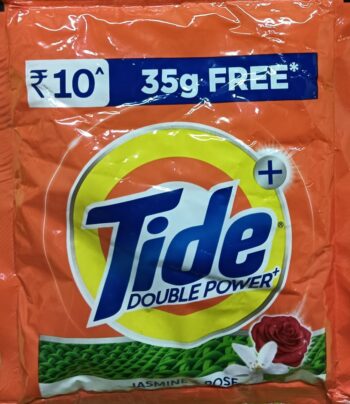 ₹10^ 35g FREE*
+
Tide®
DOUBLE POWER+
JASMINE & ROSE